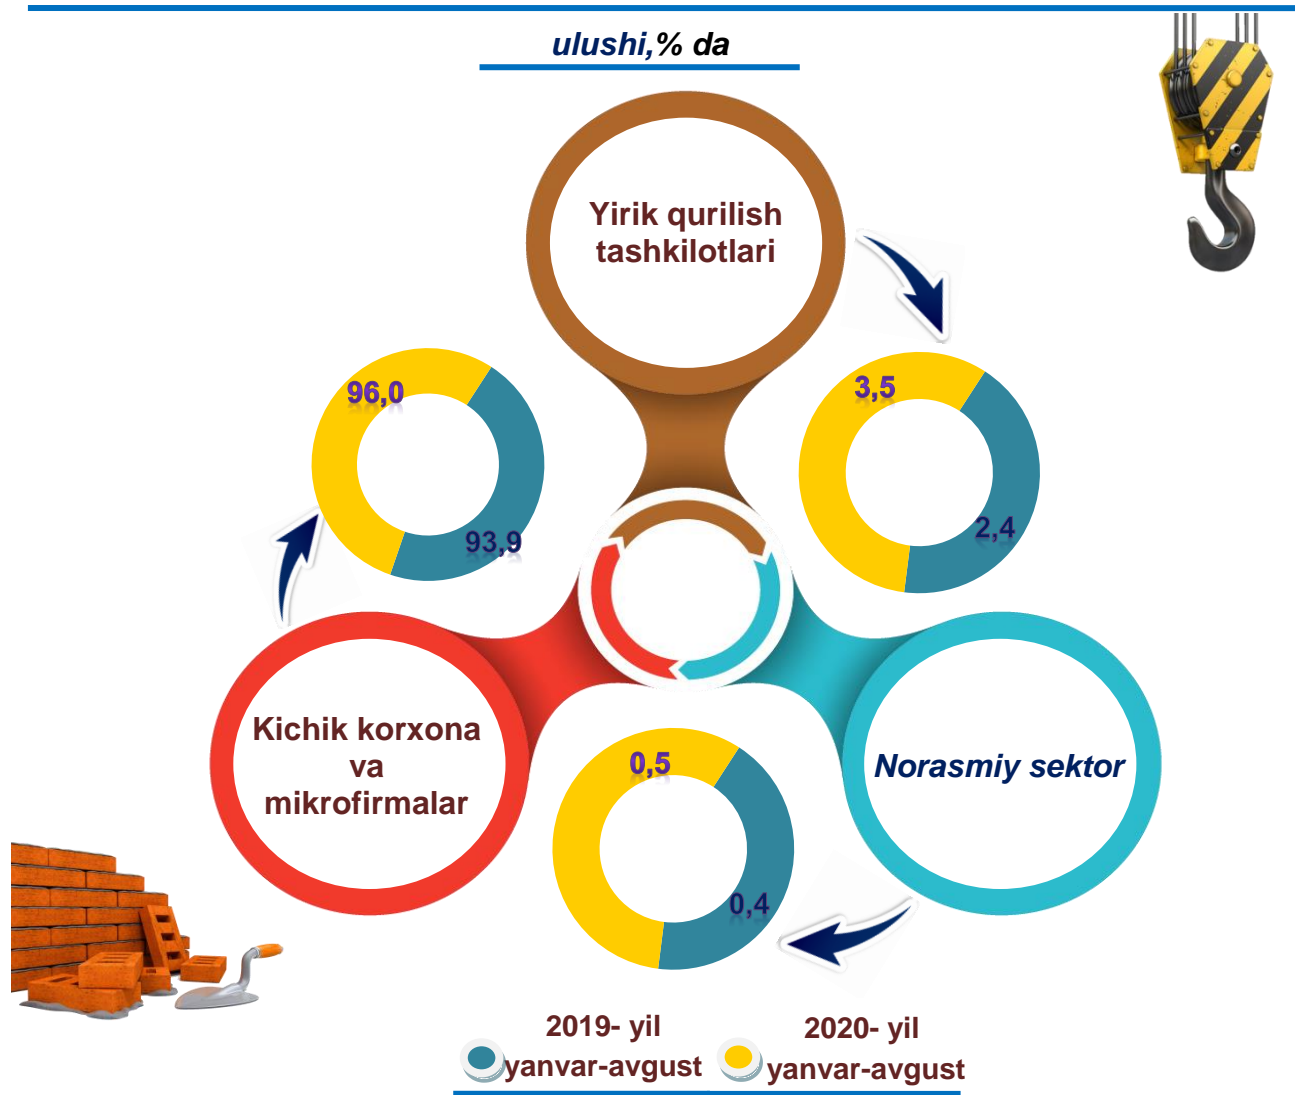 ulushi,% da
Yirik qurilish
tashkilotlari
96,0
93,9
3,5
2,4
Kichik korxona
va
mikrofirmalar
Norasmiy sektor
0,5
0,4
2019- yil
yanvar-avgust
2020- yil
yanvar-avgust